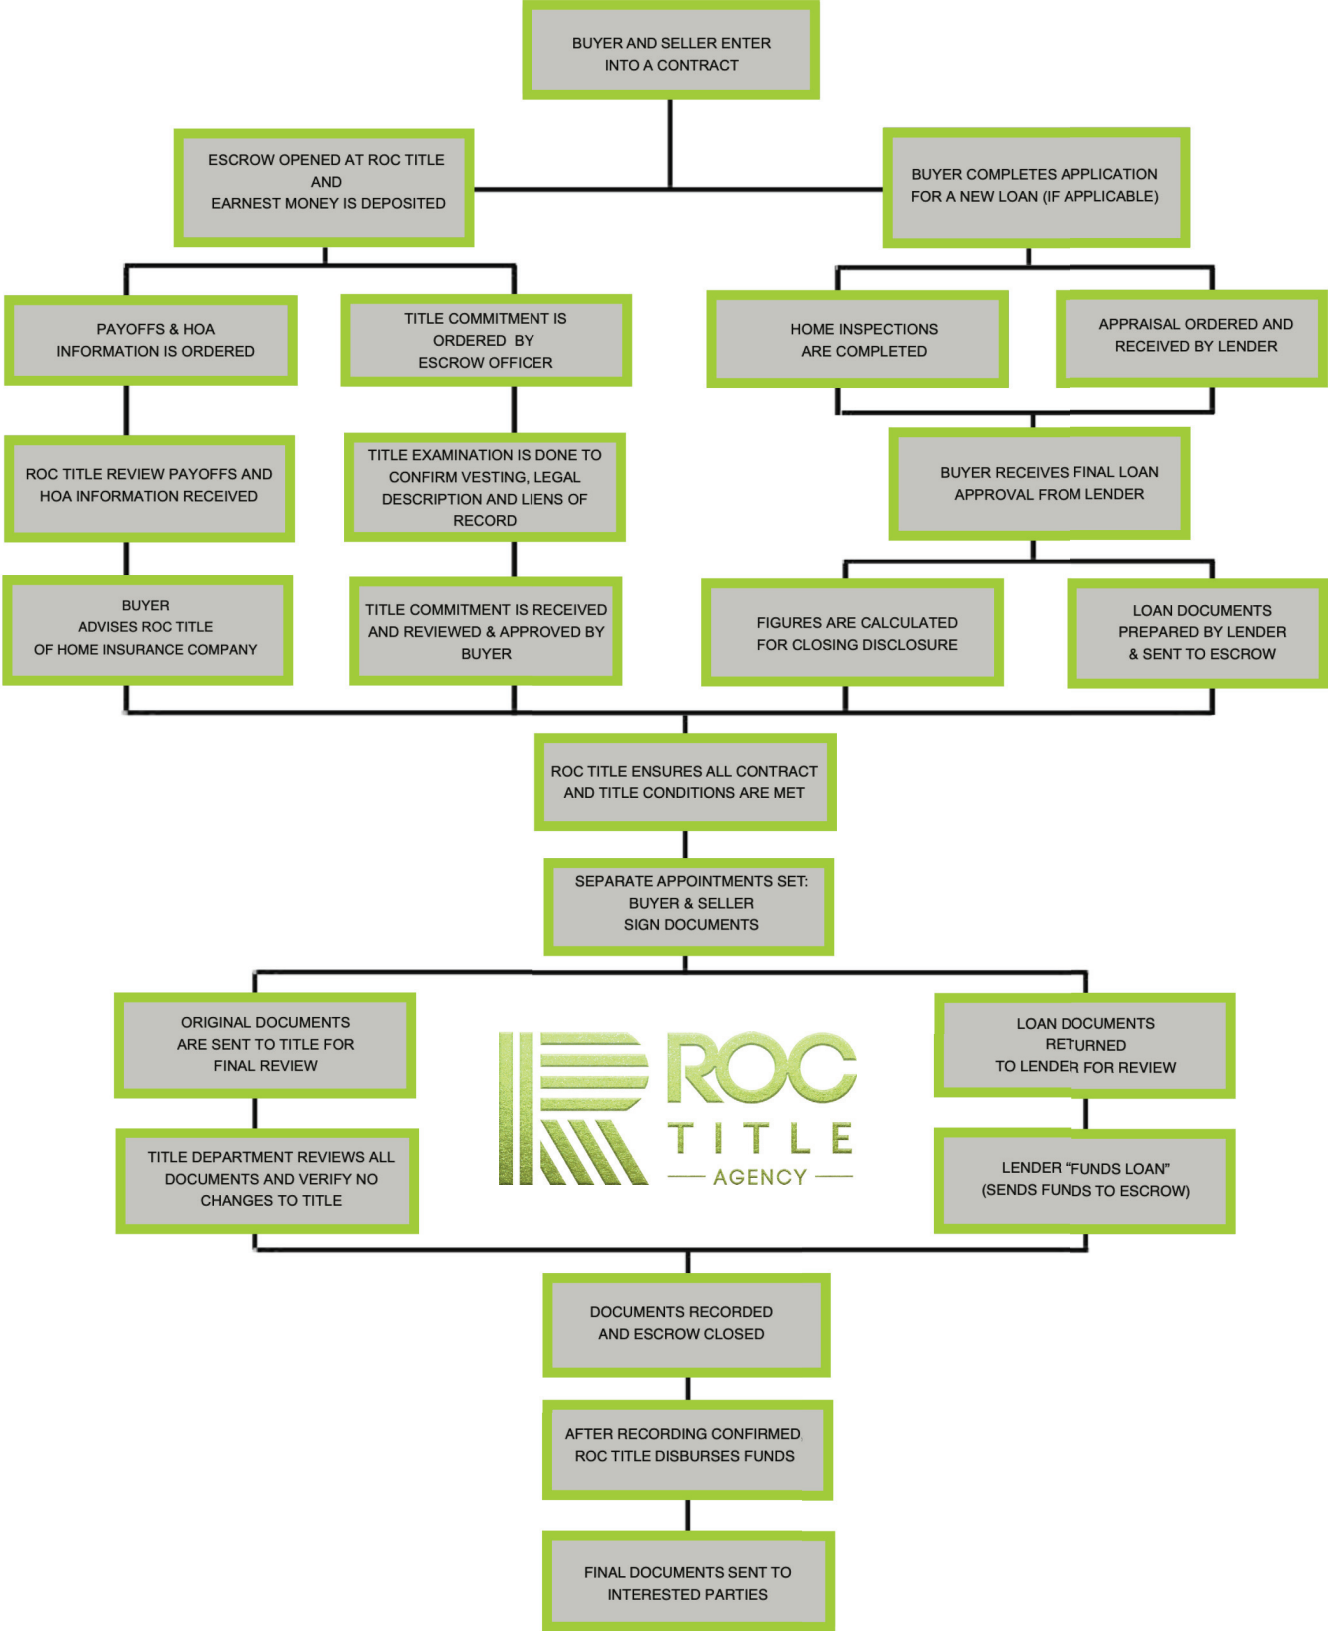 BUYER AND SELLER ENTER
INTO A CONTRACT
ESCROW OPENED AT ROC TITLE
AND
EARNEST MONEY IS DEPOSITED
BUYER COMPLETES APPLICATION
FOR A NEW LOAN (IF APPLICABLE)
PAYOFFS & HOA
INFORMATION IS ORDERED
TITLE COMMITMENT IS
ORDERED BY
ESCROW OFFICER
HOME INSPECTIONS
ARE COMPLETED
APPRAISAL ORDERED AND
RECEIVED BY LENDER
ROC TITLE REVIEW PAYOFFS AND
HOA INFORMATION RECEIVED
TITLE EXAMINATION IS DONE TO
CONFIRM VESTING, LEGAL
DESCRIPTION AND LIENS OF
RECORD
BUYER RECEIVES FINAL LOAN
APPROVAL FROM LENDER
BUYER
ADVISES ROC TITLE
OF HOME INSURANCE COMPANY
TITLE COMMITMENT IS RECEIVED
AND REVIEWED & APPROVED BY
BUYER
FIGURES ARE CALCULATED
FOR CLOSING DISCLOSURE
LOAN DOCUMENTS
PREPARED BY LENDER
& SENT TO ESCROW
ROC TITLE ENSURES ALL CONTRACT
AND TITLE CONDITIONS ARE MET
SEPARATE APPOINTMENTS SET:
BUYER & SELLER
SIGN DOCUMENTS
ORIGINAL DOCUMENTS
ARE SENT TO TITLE FOR
FINAL REVIEW
ROC
TITLE
AGENCY
LOAN DOCUMENTS
RETURNED
TO LENDER FOR REVIEW
TITLE DEPARTMENT REVIEWS ALL
DOCUMENTS AND VERIFY NO
CHANGES TO TITLE
LENDER “FUNDS LOAN”
(SENDS FUNDS TO ESCROW)
DOCUMENTS RECORDED
AND ESCROW CLOSED
AFTER RECORDING CONFIRMED,
ROC TITLE DISBURSES FUNDS
FINAL DOCUMENTS SENT TO
INTERESTED PARTIES